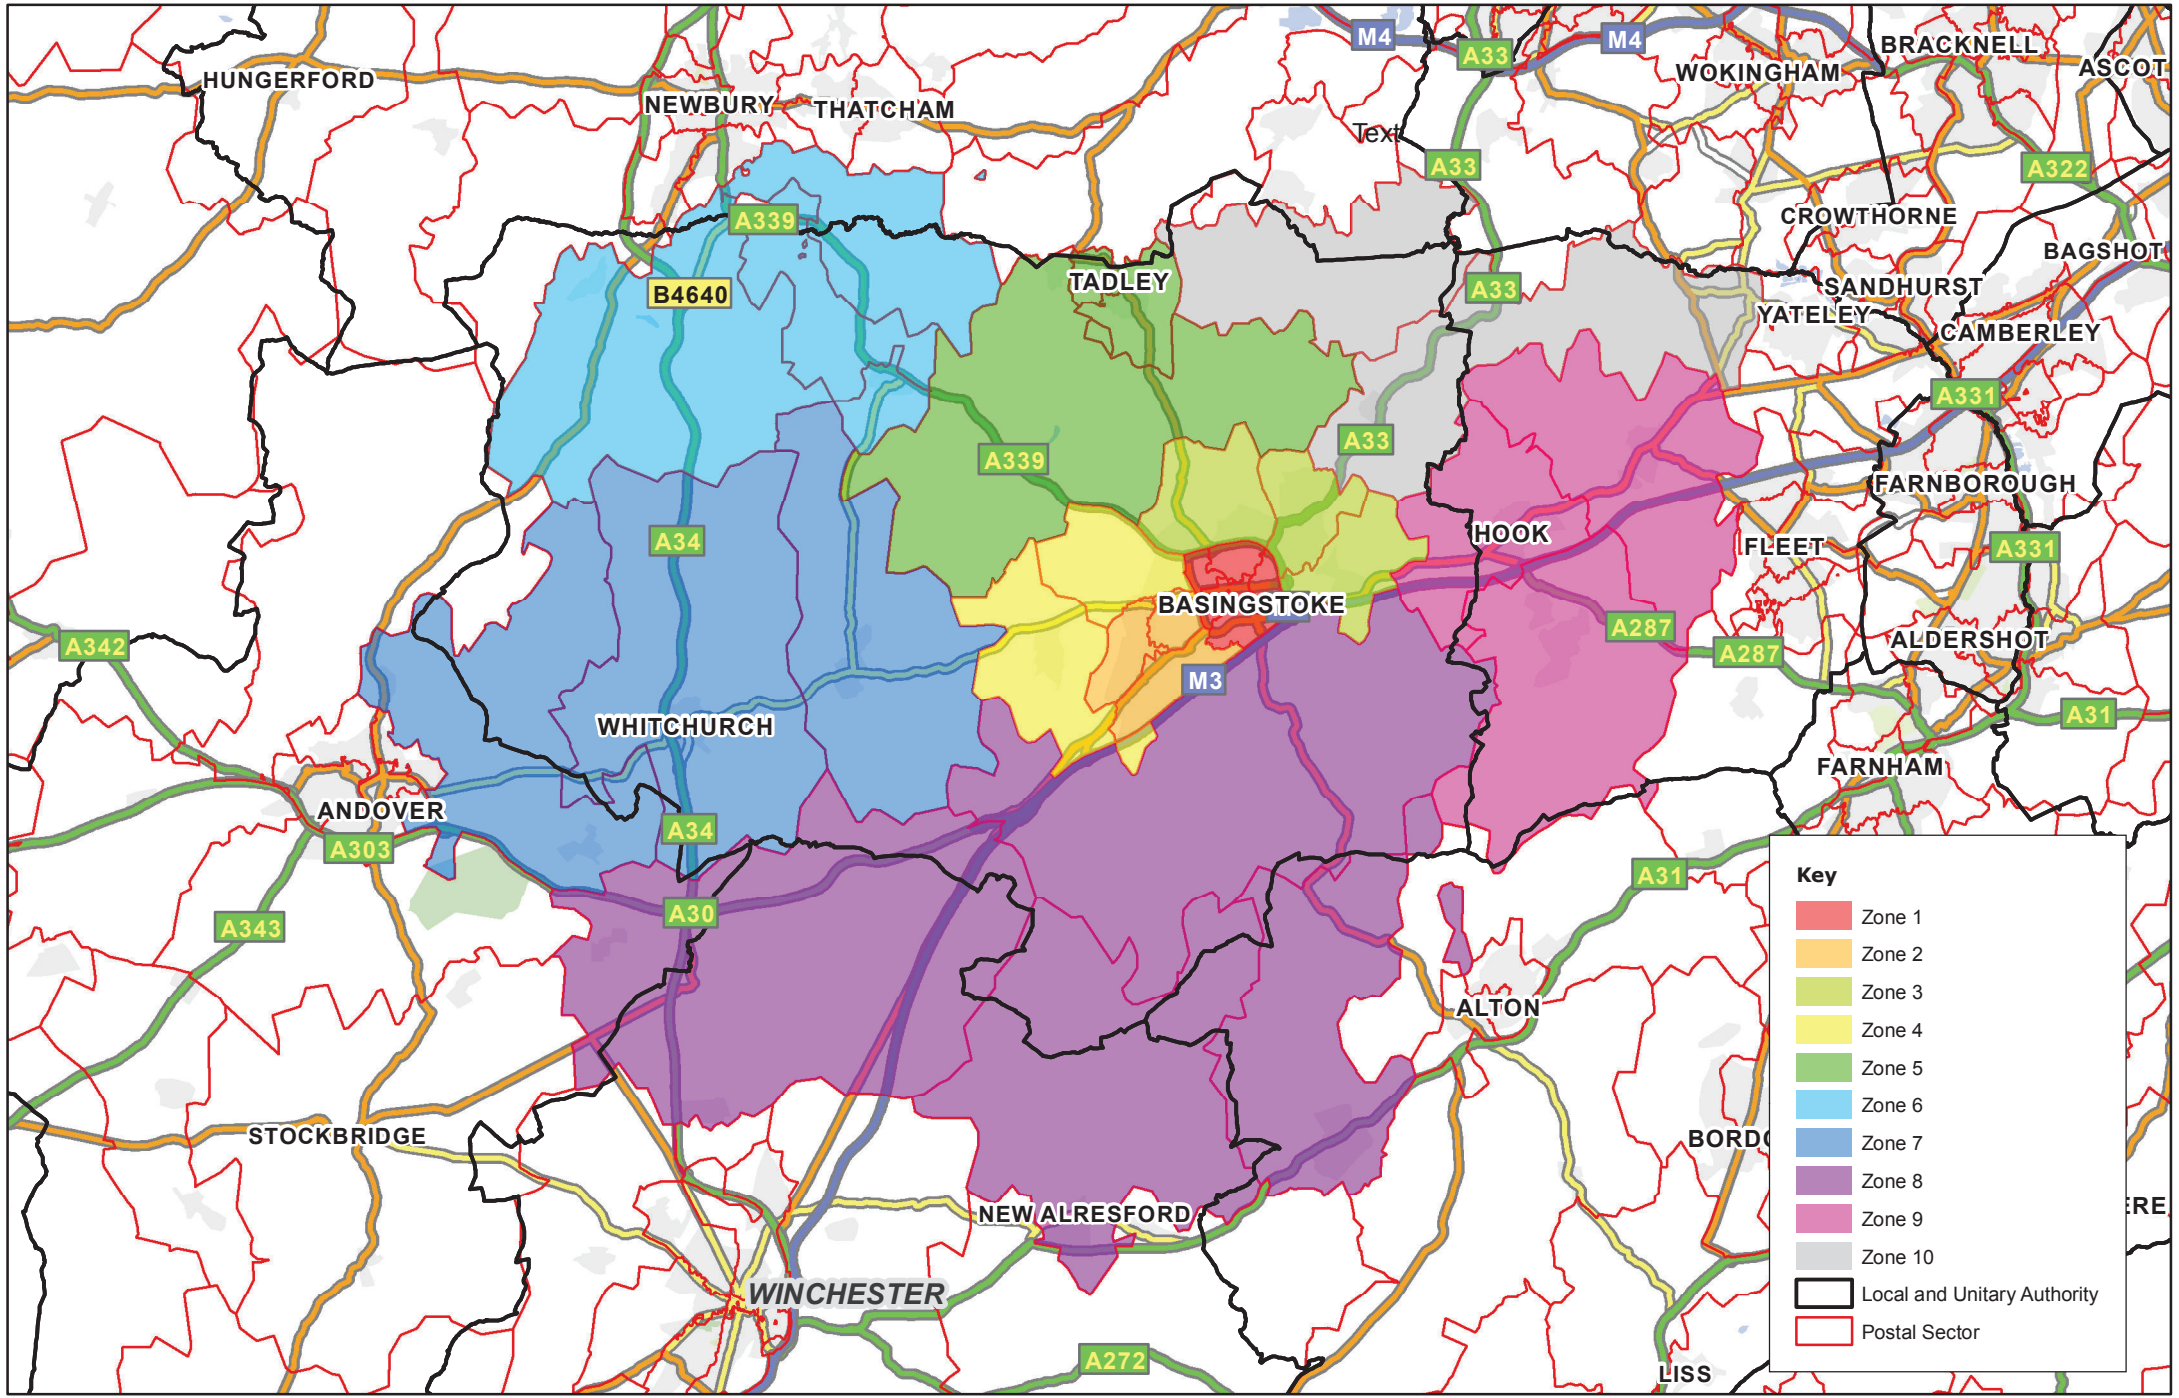 M4
A33
M4
BRACKNELL
HUNGERFORD
WOKINGHAM
ASCOT
NEWBURY
THATCHAM
Text
A33
A322
A339
CROWTHORNE
BAGSHOT
B4640
TADLEY
A33
SANDHURST
YATELEY
CAMBERLEY
A331
A33
A339
FARNBOROUGH
A34
HOOK
FLEET
A331
BASINGSTOKE
A342
A287
ALDERSHOT
A287
M3
A31
WHITCHURCH
FARNHAM
ANDOVER
A34
A303
A31
A30
A343
ALTON
STOCKBRIDGE
NEW ALRESFORD
WINCHESTER
A272
LISS
BORDO
ERE
Key
Zone 1
Zone 2
Zone 3
Zone 4
Zone 5
Zone 6
Zone 7
Zone 8
Zone 9
Zone 10
Local and Unitary Authority
Postal Sector